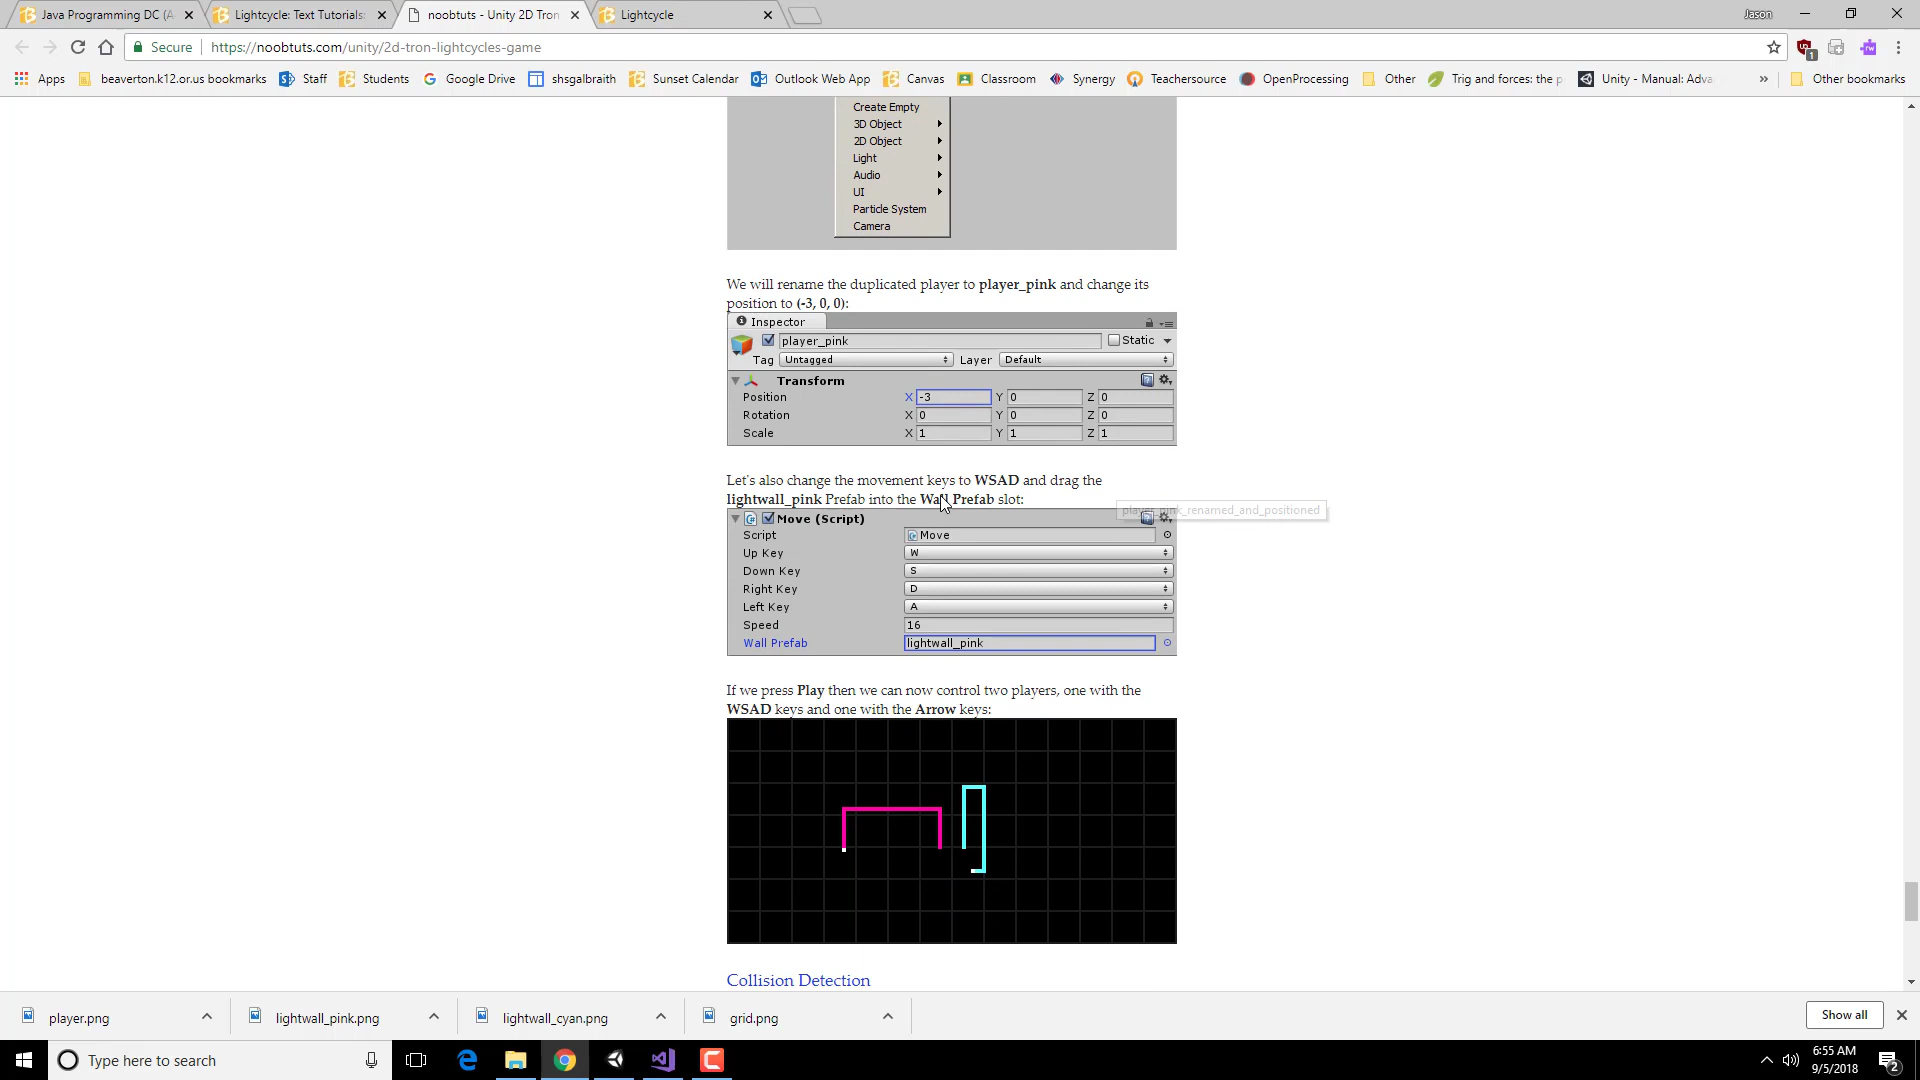 Java Programming DC (A
Lightcycle: Text Tutorials:
noobtuts - Unity 2D Tron
Lightcycle
Jason
Secure
https://noobtuts.com/unity/2d-tron-lightcycles-game
Apps
beaverton.k12.or.us bookmarks
Staff
Students
Google Drive
shsgalbraith
Sunset Calendar
Outlook Web App
Canvas
Classroom
Synergy
Teachersource
OpenProcessing
Other
Trig and forces: the p
Unity - Manual: Adva
»
Other bookmarks
Create Empty
3D Object
2D Object
Light
Audio
UI
Particle System
Camera
We will rename the duplicated player to player_pink and change its
position to (-3, 0, 0):
Inspector
player_pink
Static
Tag Untagged Layer Default
Transform
Position X -3 Y 0 Z 0
Rotation X 0 Y 0 Z 0
Scale X 1 Y 1 Z 1
Let's also change the movement keys to WSAD and drag the
lightwall_pink Prefab into the Wall Prefab slot:
player_pink_renamed_and_positioned
Move (Script)
Script Move
Up Key W
Down Key S
Right Key D
Left Key A
Speed 16
Wall Prefab lightwall_pink
If we press Play then we can now control two players, one with the
WSAD keys and one with the Arrow keys:
Collision Detection
player.png
lightwall_pink.png
lightwall_cyan.png
grid.png
Show all
Type here to search
6:55 AM
9/5/2018
2